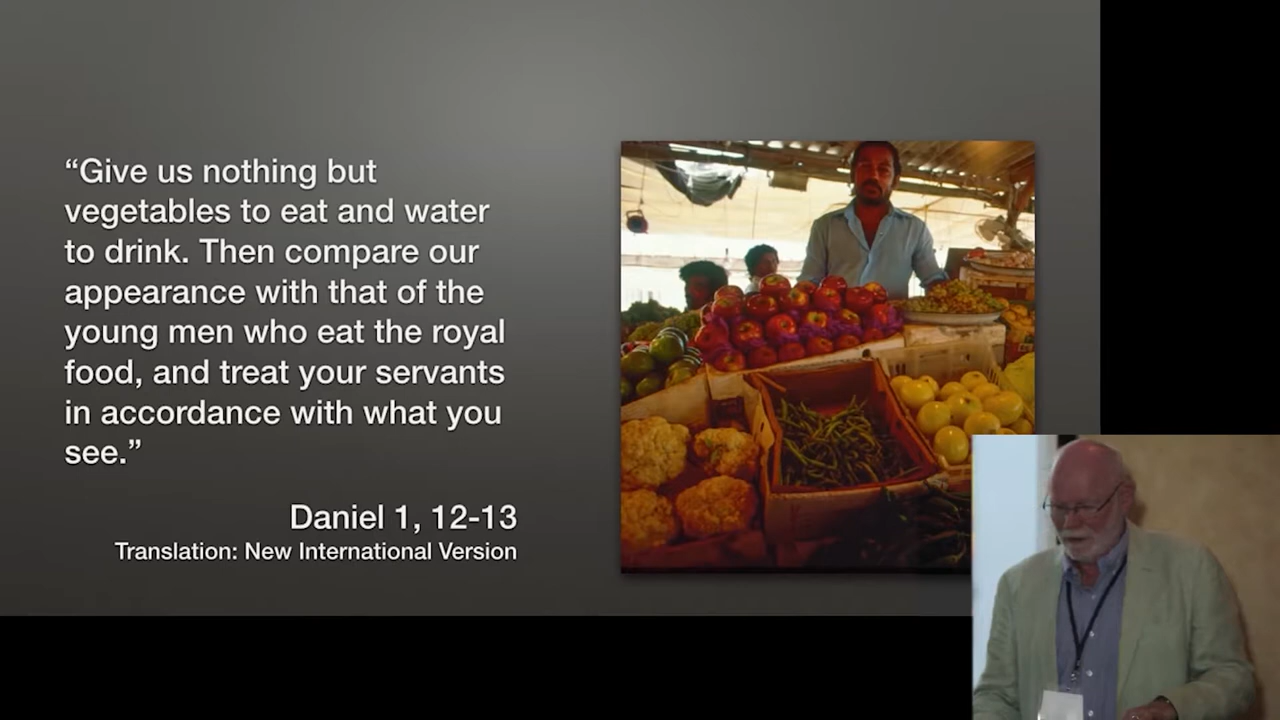 “Give us nothing but
vegetables to eat and water
to drink. Then compare our
appearance with that of the
young men who eat the royal
food, and treat your servants
in accordance with what you
see.”
Daniel 1, 12-13
Translation: New International Version